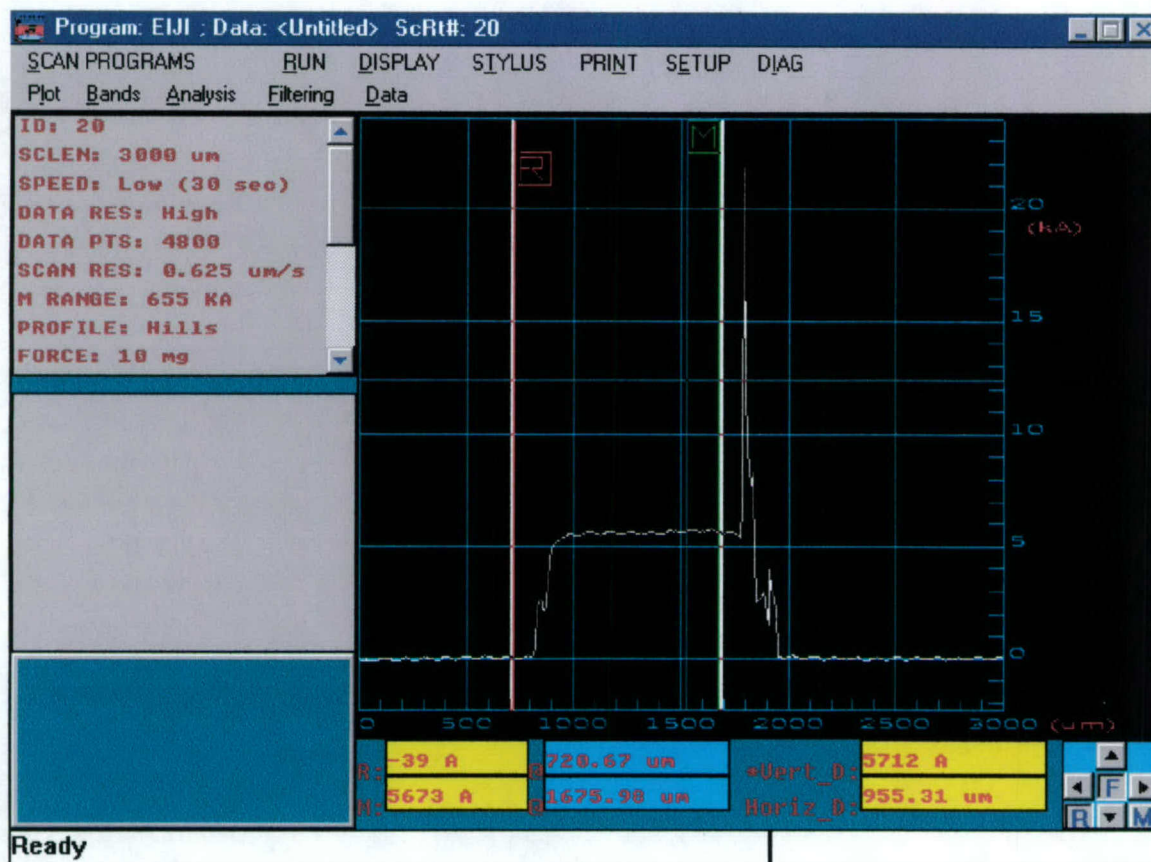 Program: EIJI ; Data: <Untitled> ScRt#: 20
SCAN PROGRAMS RUN DISPLAY STYLUS PRINT SETUP DIAG
Plot Bands Analysis Filtering Data
ID: 20
SCLEN: 3000 um
SPEED: Low (30 sec)
DATA RES: High
DATA PTS: 4800
SCAN RES: 0.625 um/s
M RANGE: 655 KA
PROFILE: Hills
FORCE: 10 mg
R
M
20
(kA)
15
10
5
0
0 500 1000 1500 2000 2500 3000 (um)
R: -39 A @ 720.67 um *Vert_D: 5712 A
M: 5673 A @ 1675.98 um Horiz_D: 955.31 um
F
R M
Ready